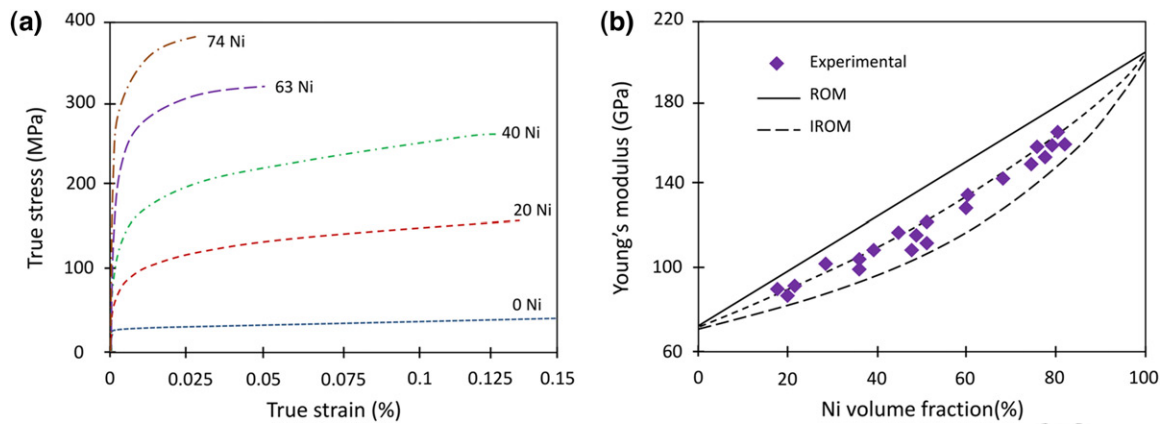 (a)
True stress (MPa)
400
300
200
100
0
74 Ni
63 Ni
40 Ni
20 Ni
0 Ni
0 0.025 0.05 0.075 0.1 0.125 0.15
True strain (%)
(b)
Young's modulus (GPa)
220
180
140
100
60
Experimental
ROM
IROM
0 20 40 60 80 100
Ni volume fraction(%)